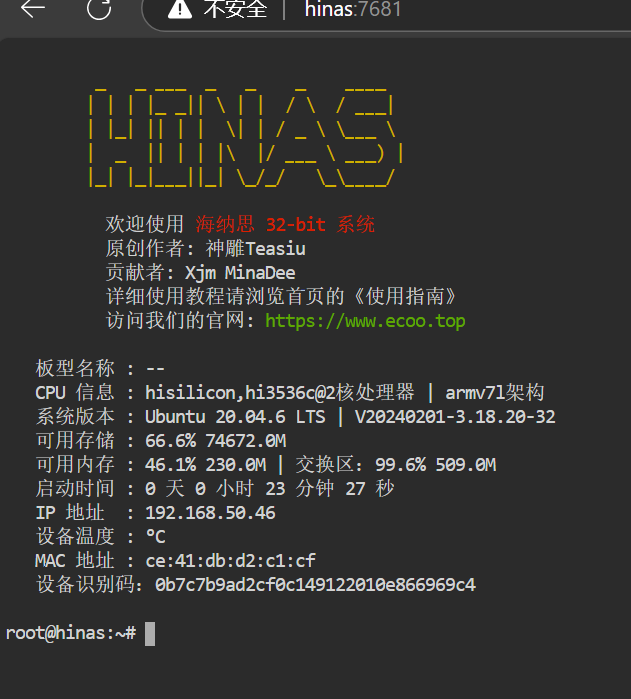 不安全 | hinas:7681
HINAS
欢迎使用 海纳思 32-bit 系统
原创作者: 神雕Teasiu
贡献者: Xjm MinaDee
详细使用教程请浏览首页的《使用指南》
访问我们的官网: https://www.ecoo.top
板型名称 : --
CPU 信息 : hisilicon,hi3536c@2核处理器 | armv7l架构
系统版本 : Ubuntu 20.04.6 LTS | V20240201-3.18.20-32
可用存储 : 66.6% 74672.0M
可用内存 : 46.1% 230.0M | 交换区: 99.6% 509.0M
启动时间 : 0 天 0 小时 23 分钟 27 秒
IP 地址 : 192.168.50.46
设备温度 : °C
MAC 地址 : ce:41:db:d2:c1:cf
设备识别码: 0b7c7b9ad2cf0c149122010e866969c4
root@hinas:~#